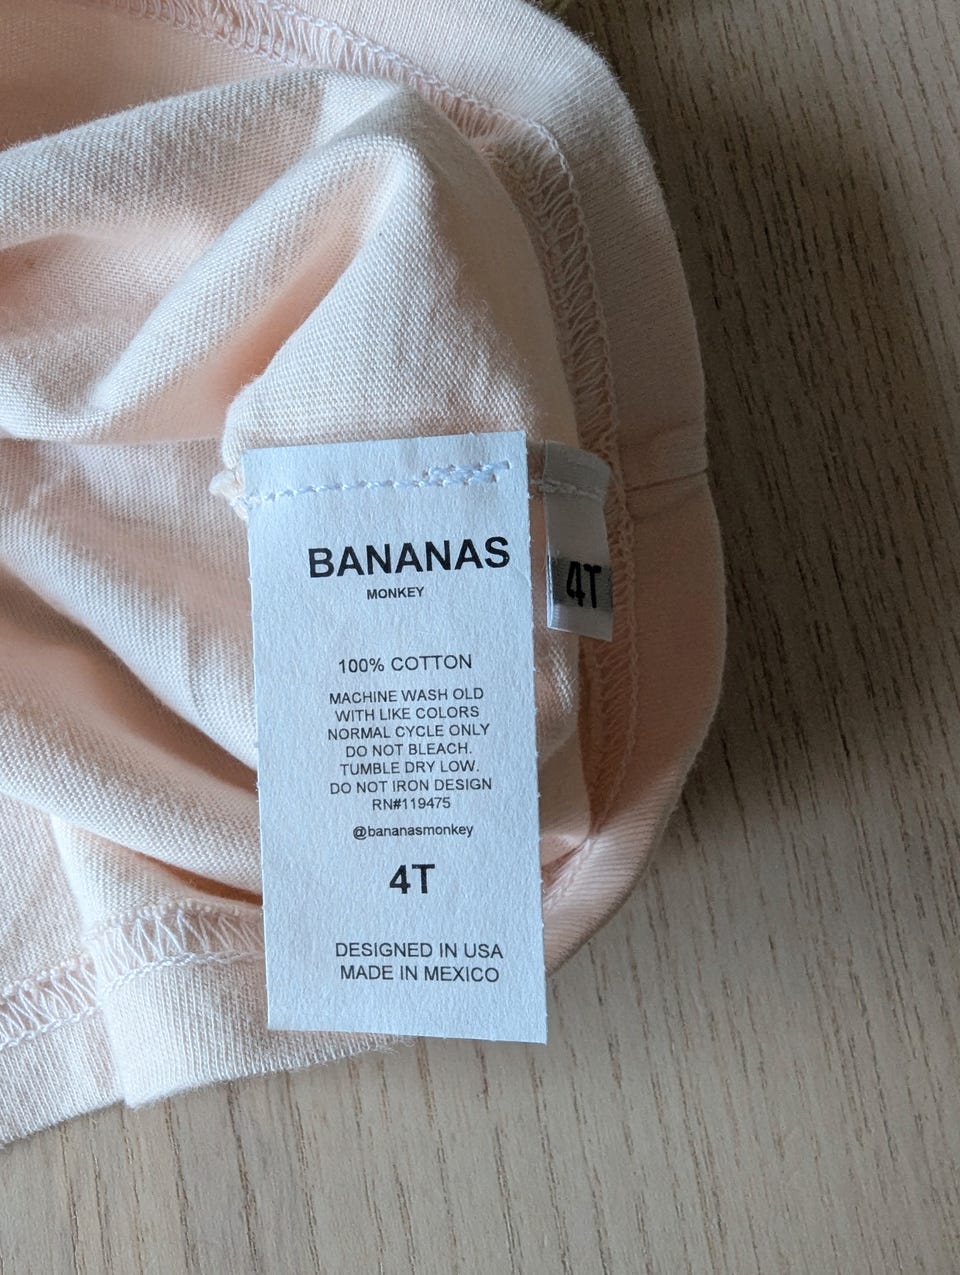 BANANAS
MONKEY
100% COTTON
MACHINE WASH OLD
WITH LIKE COLORS
NORMAL CYCLE ONLY
DO NOT BLEACH.
TUMBLE DRY LOW.
DO NOT IRON DESIGN
RN#119475
@bananasmonkey
4T
DESIGNED IN USA
MADE IN MEXICO
4T